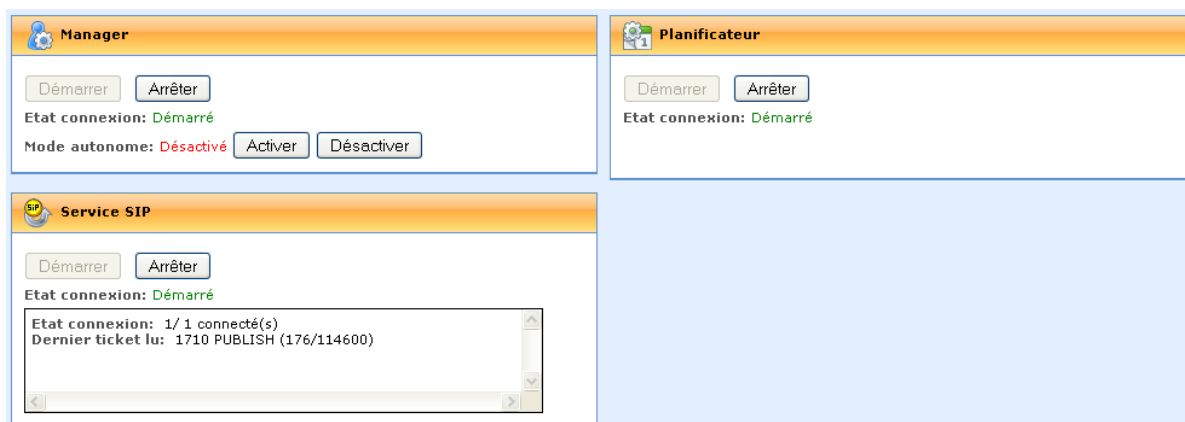 Manager
Démarrer Arrêter
Etat connexion: Démarré
Mode autonome: Désactivé Activer Désactiver
Planificateur
1
Démarrer Arrêter
Etat connexion: Démarré
SIP
Service SIP
Démarrer Arrêter
Etat connexion: Démarré
Etat connexion: 1/ 1 connecté(s)
Dernier ticket lu: 1710 PUBLISH (176/114600)